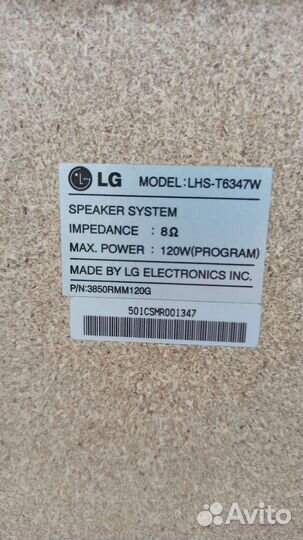 LG MODEL:LHS-T6347W
SPEAKER SYSTEM
IMPEDANCE : 8Ω
MAX. POWER : 120W(PROGRAM)
MADE BY LG ELECTRONICS INC.
P/N:3850RMM120G
501CSMR001347
Avito